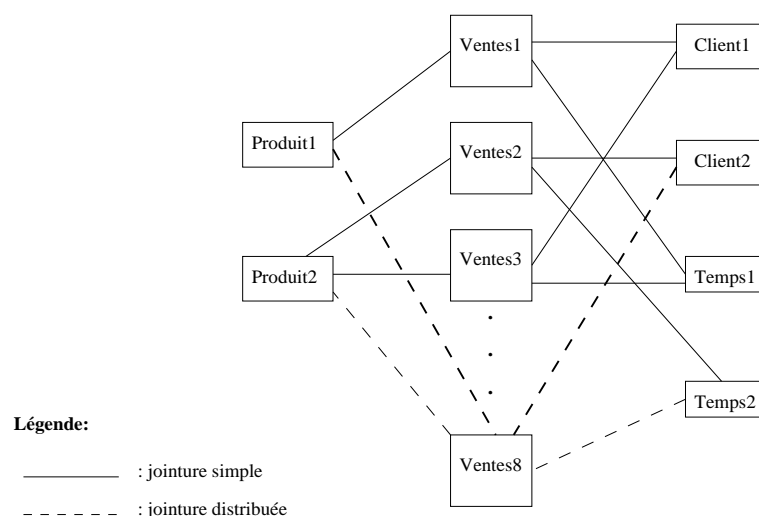 Ventes1
Client1
Produit1
Ventes2
Client2
Produit2
Ventes3
Temps1
Temps2
Légende:
Ventes8
: jointure simple
: jointure distribuée